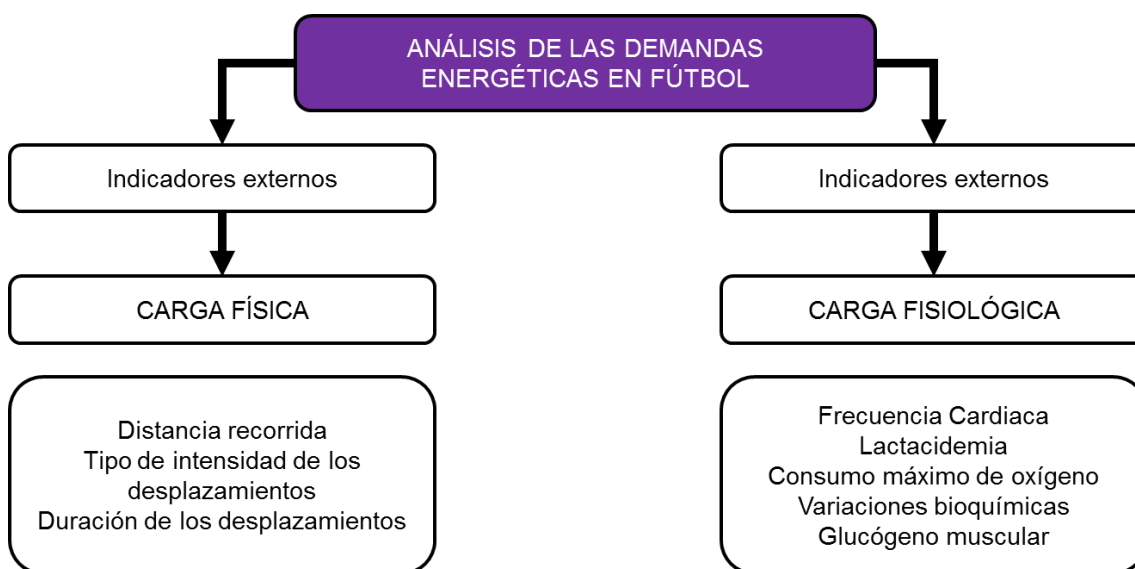 ANÁLISIS DE LAS DEMANDAS
ENERGÉTICAS EN FÚTBOL
Indicadores externos
CARGA FÍSICA
Distancia recorrida
Tipo de intensidad de los
desplazamientos
Duración de los desplazamientos
Indicadores externos
CARGA FISIOLÓGICA
Frecuencia Cardiaca
Lactacidemia
Consumo máximo de oxígeno
Variaciones bioquímicas
Glucógeno muscular